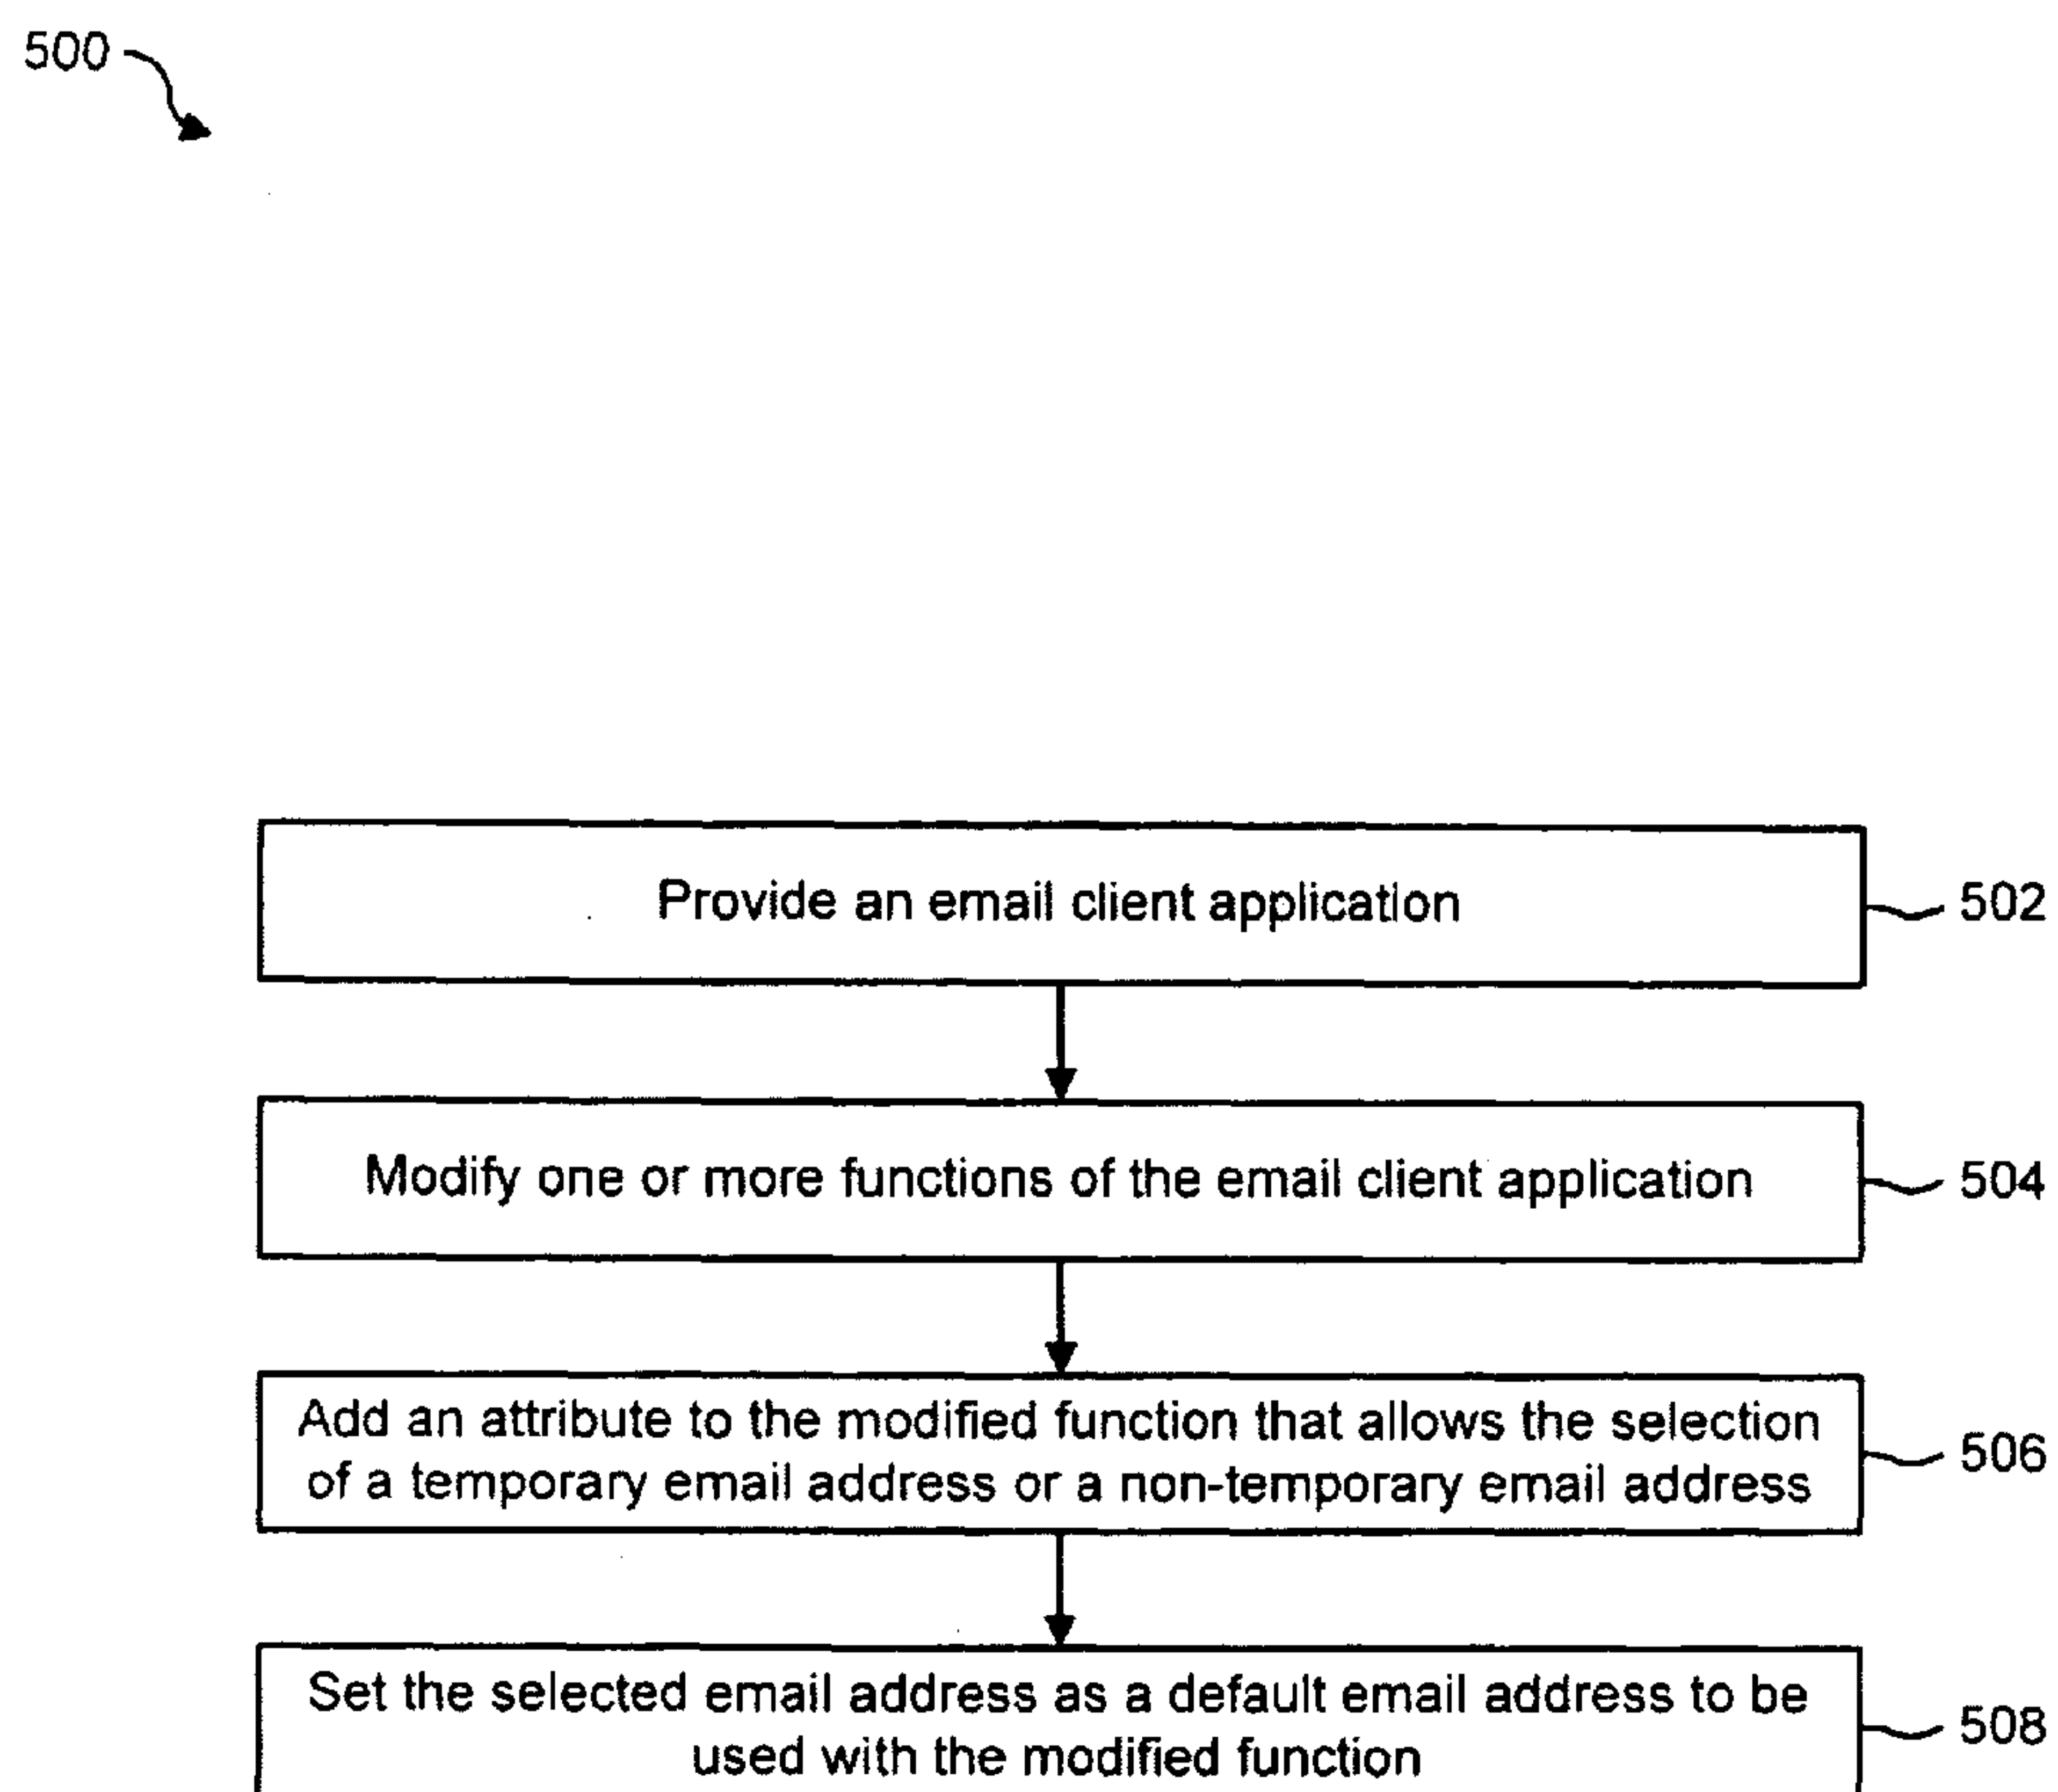 500
Provide an email client application
502
Modify one or more functions of the email client application
504
Add an attribute to the modified function that allows the selection
of a temporary email address or a non-temporary email address
506
Set the selected email address as a default email address to be
used with the modified function
508